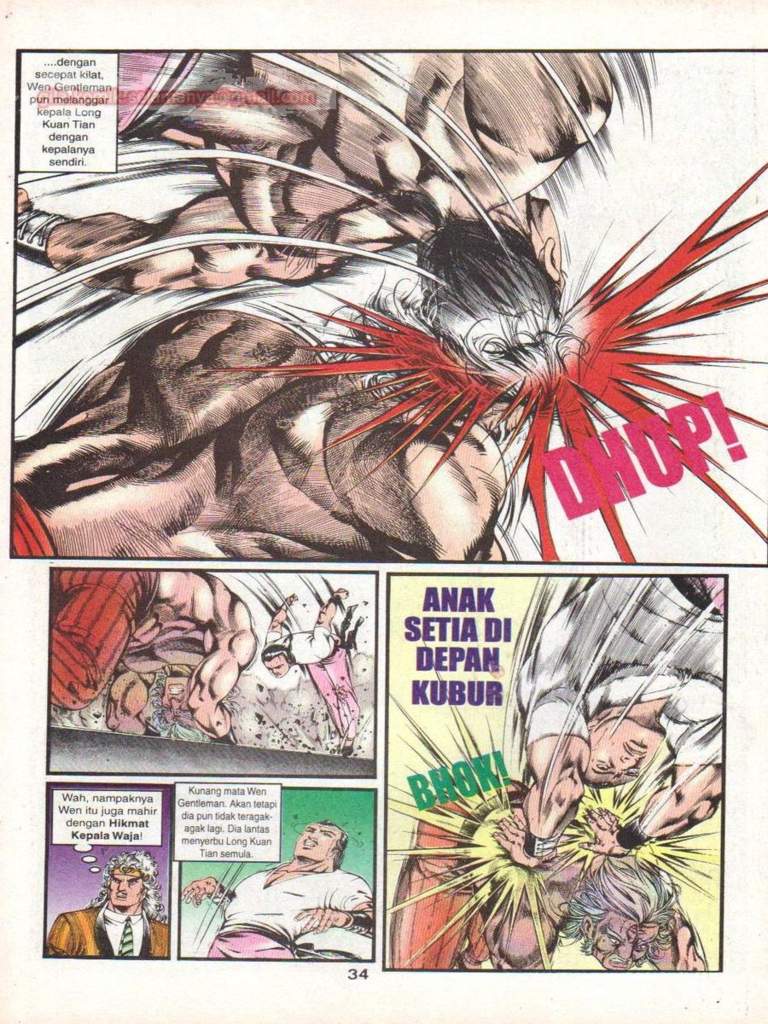 ....dengan
secepat kilat,
Wen Gentleman
pun melanggar
kepala Long
Kuan Tian
dengan
kepalanya
sendiri.
DHOP!
ANAK
SETIA DI
DEPAN
KUBUR
BHOK!
Wah, nampaknya
Wen itu juga mahir
dengan Hikmat
Kepala Waja!
Kunang mata Wen
Gentleman. Akan tetapi
dia pun tidak teragak-
agak lagi. Dia lantas
menyerbu Long Kuan
Tian semula.
34